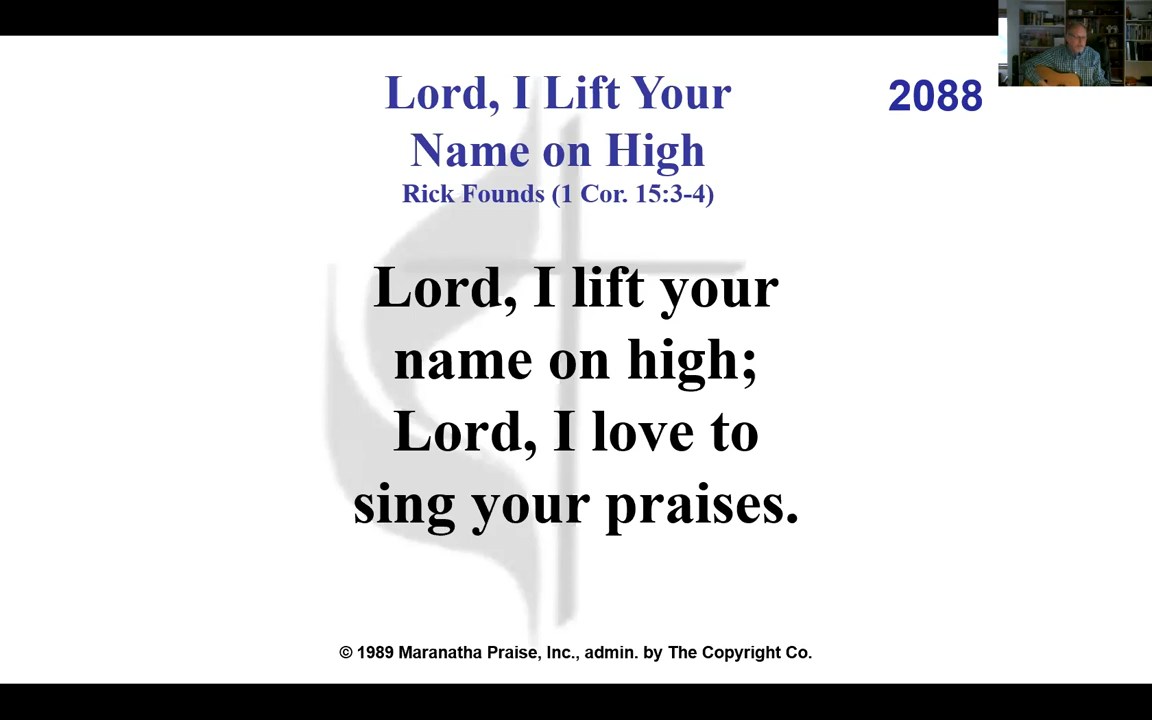 Lord, I Lift Your
Name on High
Rick Founds (1 Cor. 15:3-4)
2088
Lord, I lift your
name on high;
Lord, I love to
sing your praises.
© 1989 Maranatha Praise, Inc., admin. by The Copyright Co.